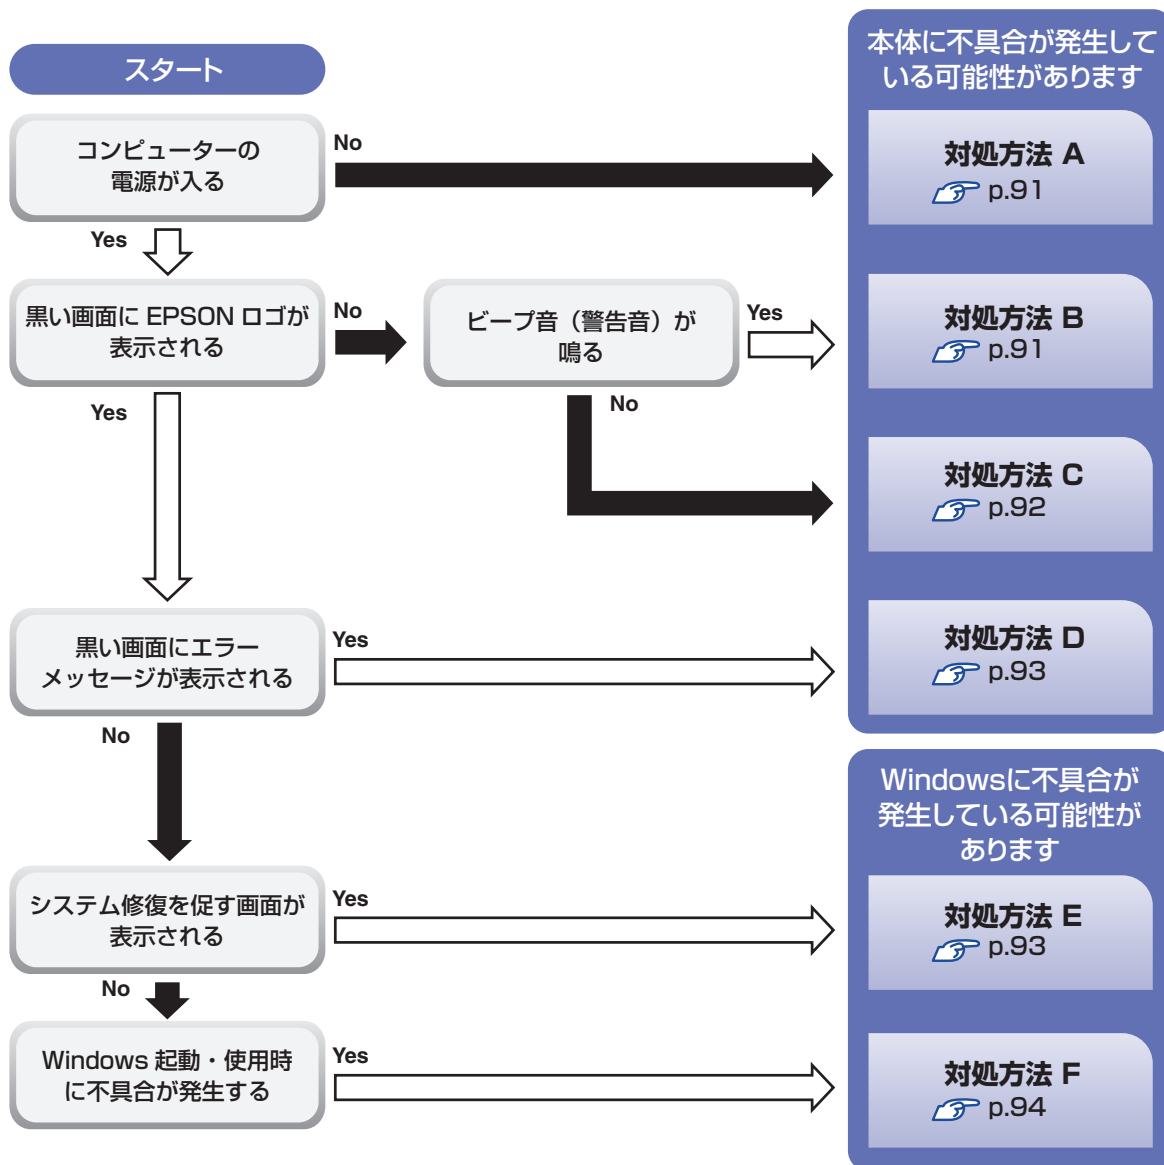 スタート
コンピューターの
電源が入る
No
Yes
黒い画面に EPSON ロゴが
表示される
No
Yes
ビープ音（警告音）が
鳴る
Yes
No
黒い画面にエラー
メッセージが表示される
Yes
No
システム修復を促す画面が
表示される
Yes
No
Windows 起動・使用時
に不具合が発生する
Yes
本体に不具合が発生して
いる可能性があります
対処方法 A
p.91
対処方法 B
p.91
対処方法 C
p.92
対処方法 D
p.93
Windowsに不具合が
発生している可能性が
あります
対処方法 E
p.93
対処方法 F
p.94